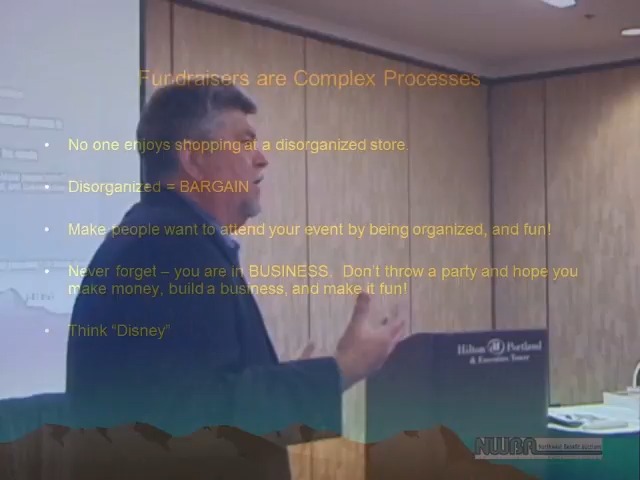 Fundraisers are Complex Processes
• No one enjoys shopping at a disorganized store.
• Disorganized = BARGAIN
• Make people want to attend your event by being organized, and fun!
• Never forget – you are in BUSINESS. Don't throw a party and hope you
make money, build a business, and make it fun!
• Think "Disney"
Hilton Portland
& Executive Tower
NWBA